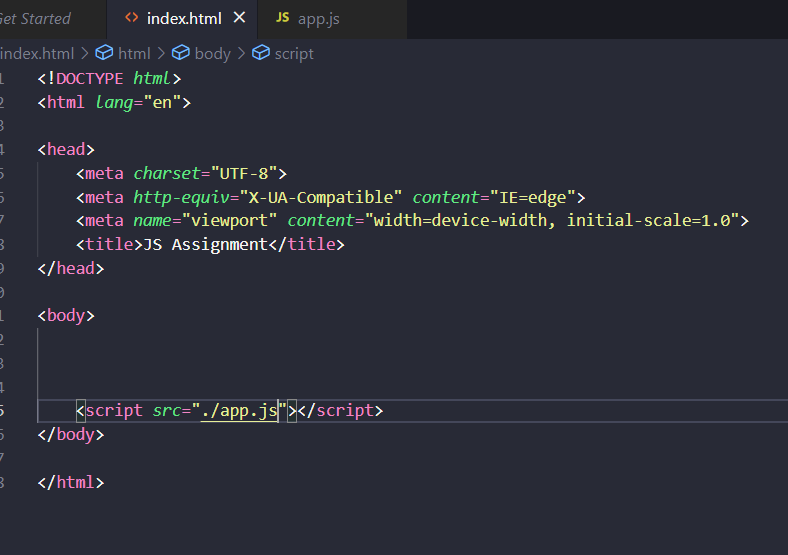 Get Started <> index.html × JS app.js
index.html > html > body > script
1 <!DOCTYPE html>
2 <html lang="en">
3
4 <head>
5 <meta charset="UTF-8">
6 <meta http-equiv="X-UA-Compatible" content="IE=edge">
7 <meta name="viewport" content="width=device-width, initial-scale=1.0">
8 <title>JS Assignment</title>
9 </head>
0
1 <body>
2
3
4
5 <script src="./app.js"></script>
6 </body>
7
8 </html>